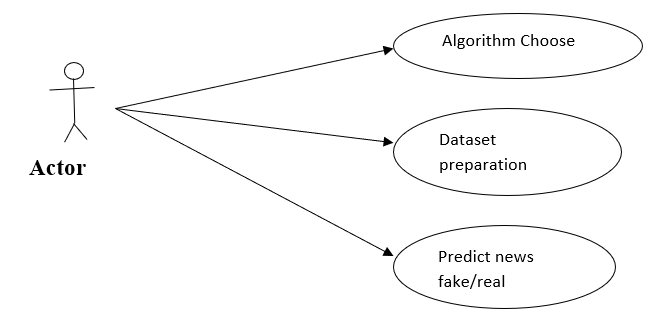 Algorithm Choose
Actor
Dataset
preparation
Predict news
fake/real